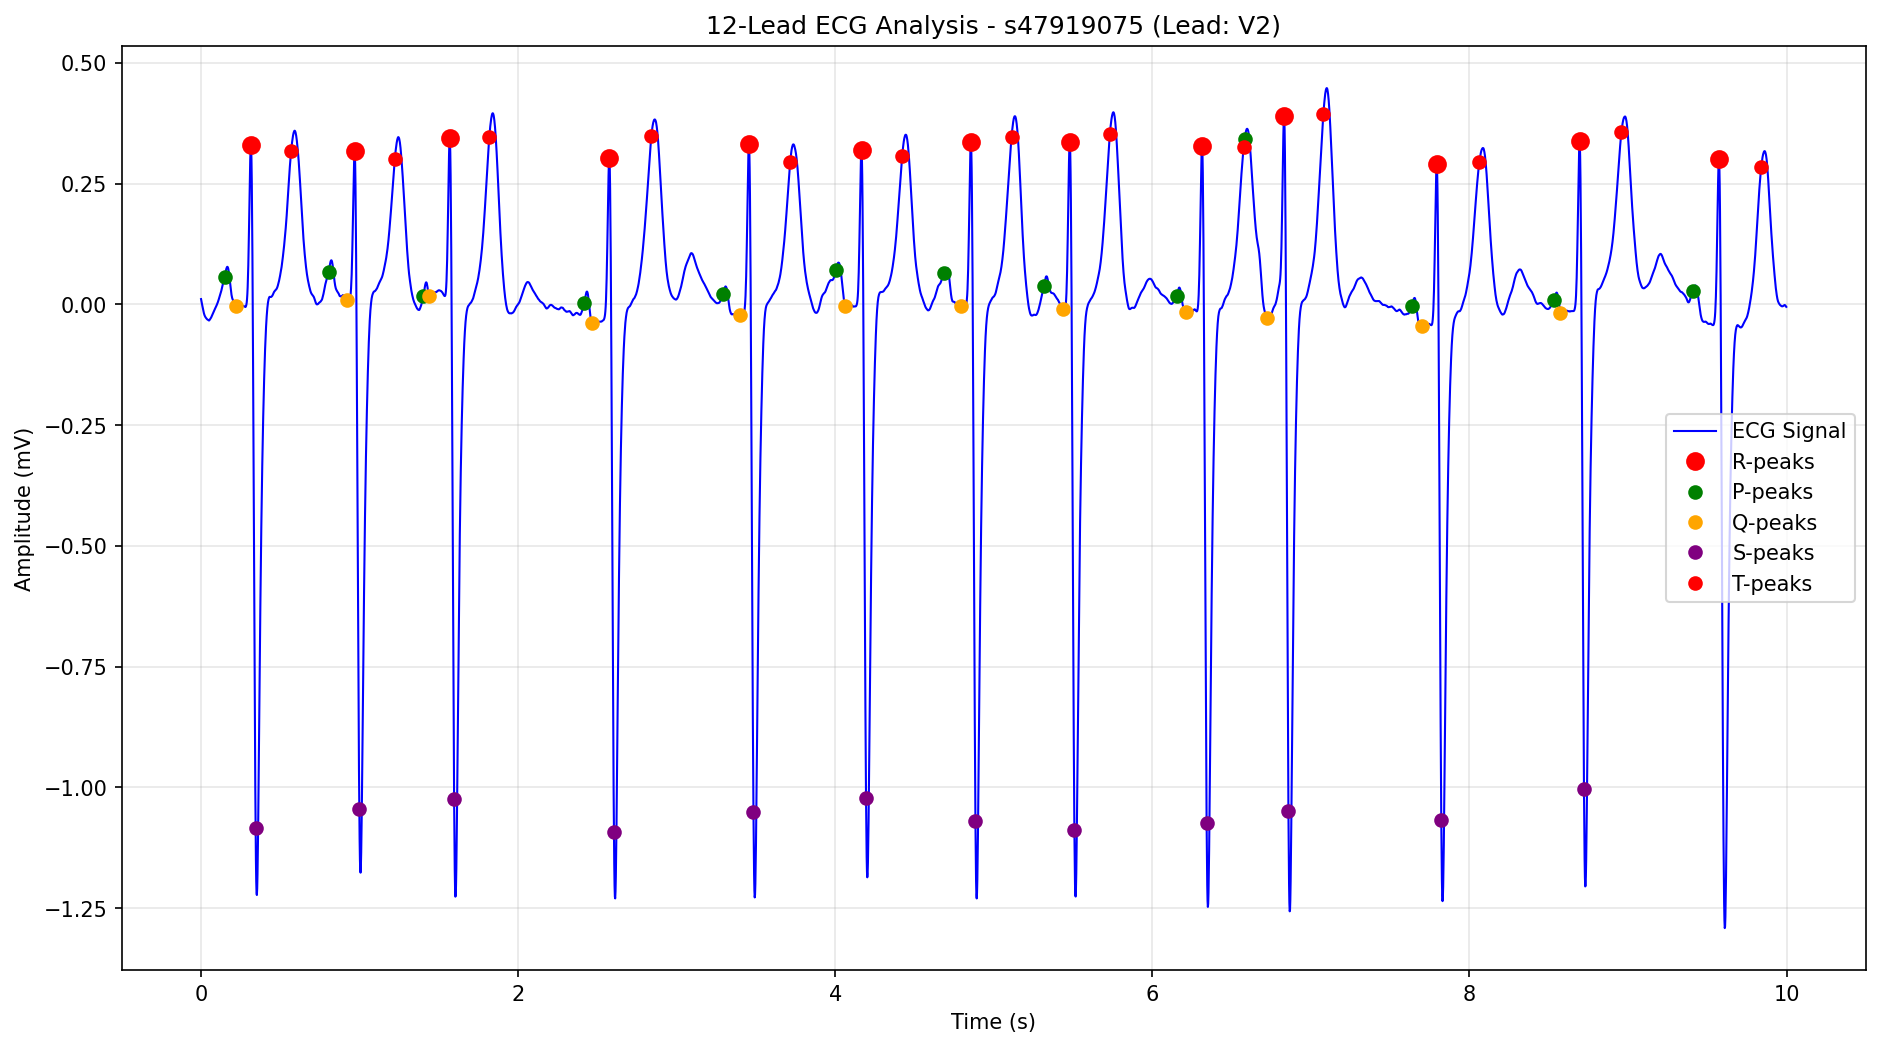 12-Lead ECG Analysis - s47919075 (Lead: V2)
0.50
0.25
0.00
−0.25
−0.50
−0.75
−1.00
−1.25
Amplitude (mV)
ECG Signal
R-peaks
P-peaks
Q-peaks
S-peaks
T-peaks
0 2 4 6 8 10
Time (s)